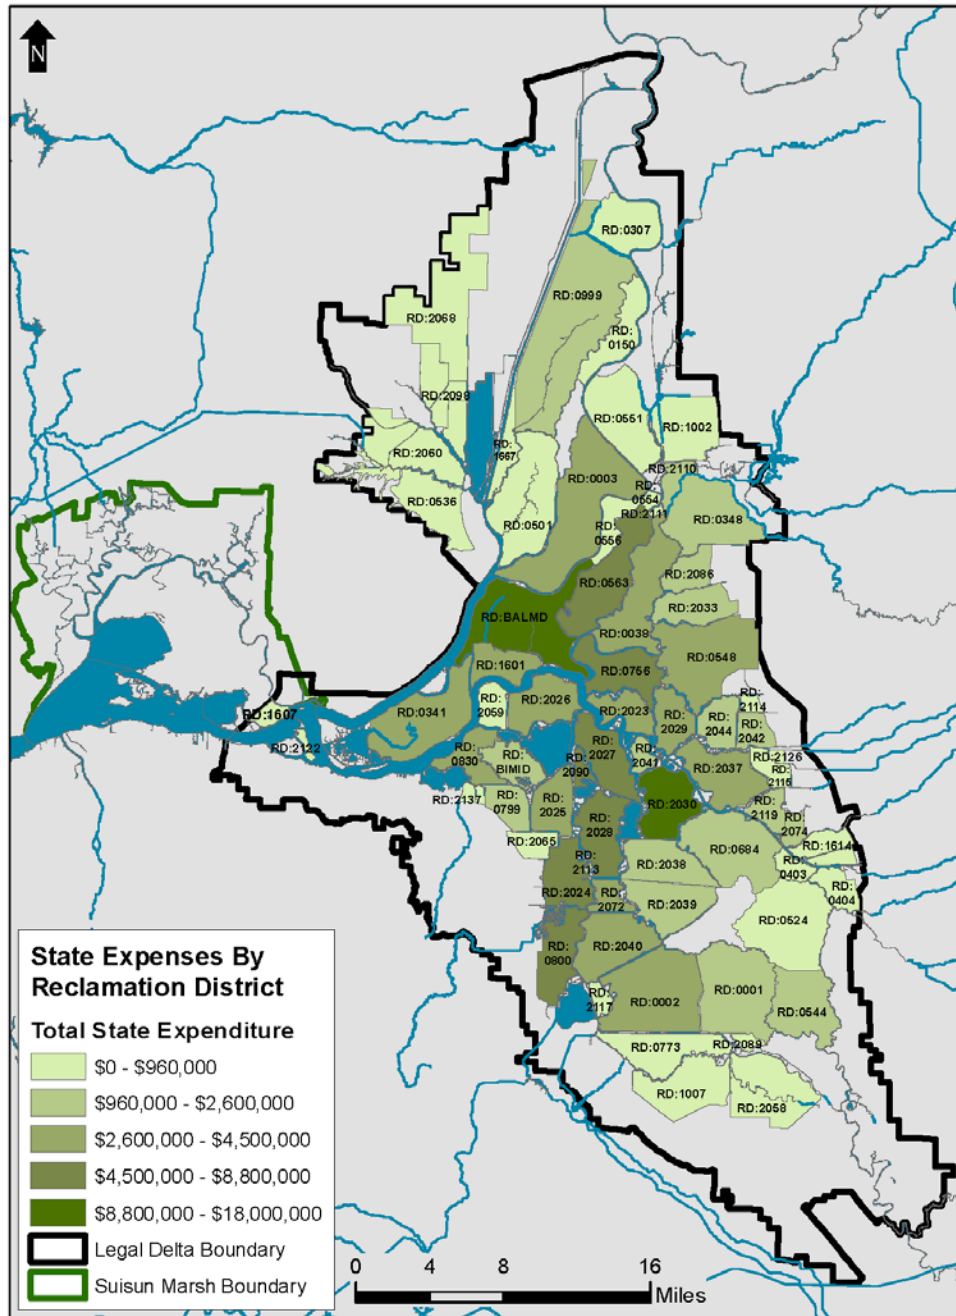 N
RD:0307
RD:0999
RD:2068
RD:
0150
RD:2098
RD:0551
RD:1002
RD:
1667
RD:2060
RD:2110
RD:0003
RD:
0554
RD:0536
RD:2111
RD:0348
RD:0501
RD:
0556
RD:0563
RD:2086
RD:2033
RD:BALMD
RD:0038
RD:0548
RD:1601
RD:0756
RD:
2059
RD:2026
RD:2023
RD:
2114
RD:0341
RD:
2029
RD:
2044
RD:
2042
RD:1607
RD:2122
RD:
0830
RD:
BIMID
RD:
2090
RD:
2027
RD:
2041
RD:2126
RD:
2115
RD:2037
RD:2137
RD:
0799
RD:
2025
RD:2030
RD:
2119
RD:
2074
RD:
2028
RD:2065
RD:0684
RD:1614
RD:
2113
RD:2038
RD:
0403
RD:2024
RD:
2072
RD:2039
RD:
0404
RD:0524
RD:
0800
RD:2040
RD:
2117
RD:0002
RD:0001
RD:0544
RD:0773
RD:2089
RD:1007
RD:2058
State Expenses By
Reclamation District
Total State Expenditure
$0 - $960,000
$960,000 - $2,600,000
$2,600,000 - $4,500,000
$4,500,000 - $8,800,000
$8,800,000 - $18,000,000
Legal Delta Boundary
Suisun Marsh Boundary
0 4 8 16
Miles